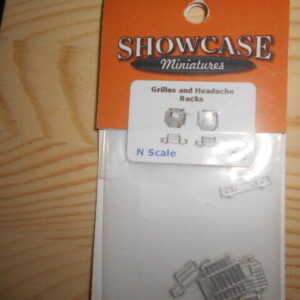 SHOWCASE
Miniatures
Grilles and Headache
Racks
N Scale